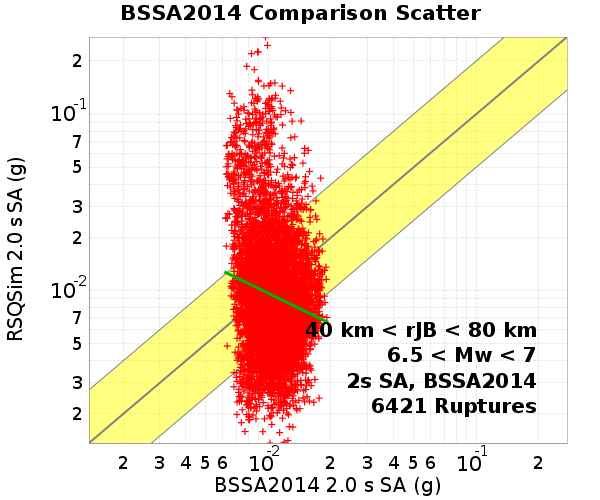 BSSA2014 Comparison Scatter
RSQSim 2.0 s SA (g)
2
10-1
7
5
3
2
10-2
7
5
3
2
40 km < rJB < 80 km
6.5 < Mw < 7
2s SA, BSSA2014
6421 Ruptures
2 3 4 5 6 10-2 2 3 4 5 6 10-1 2
BSSA2014 2.0 s SA (g)